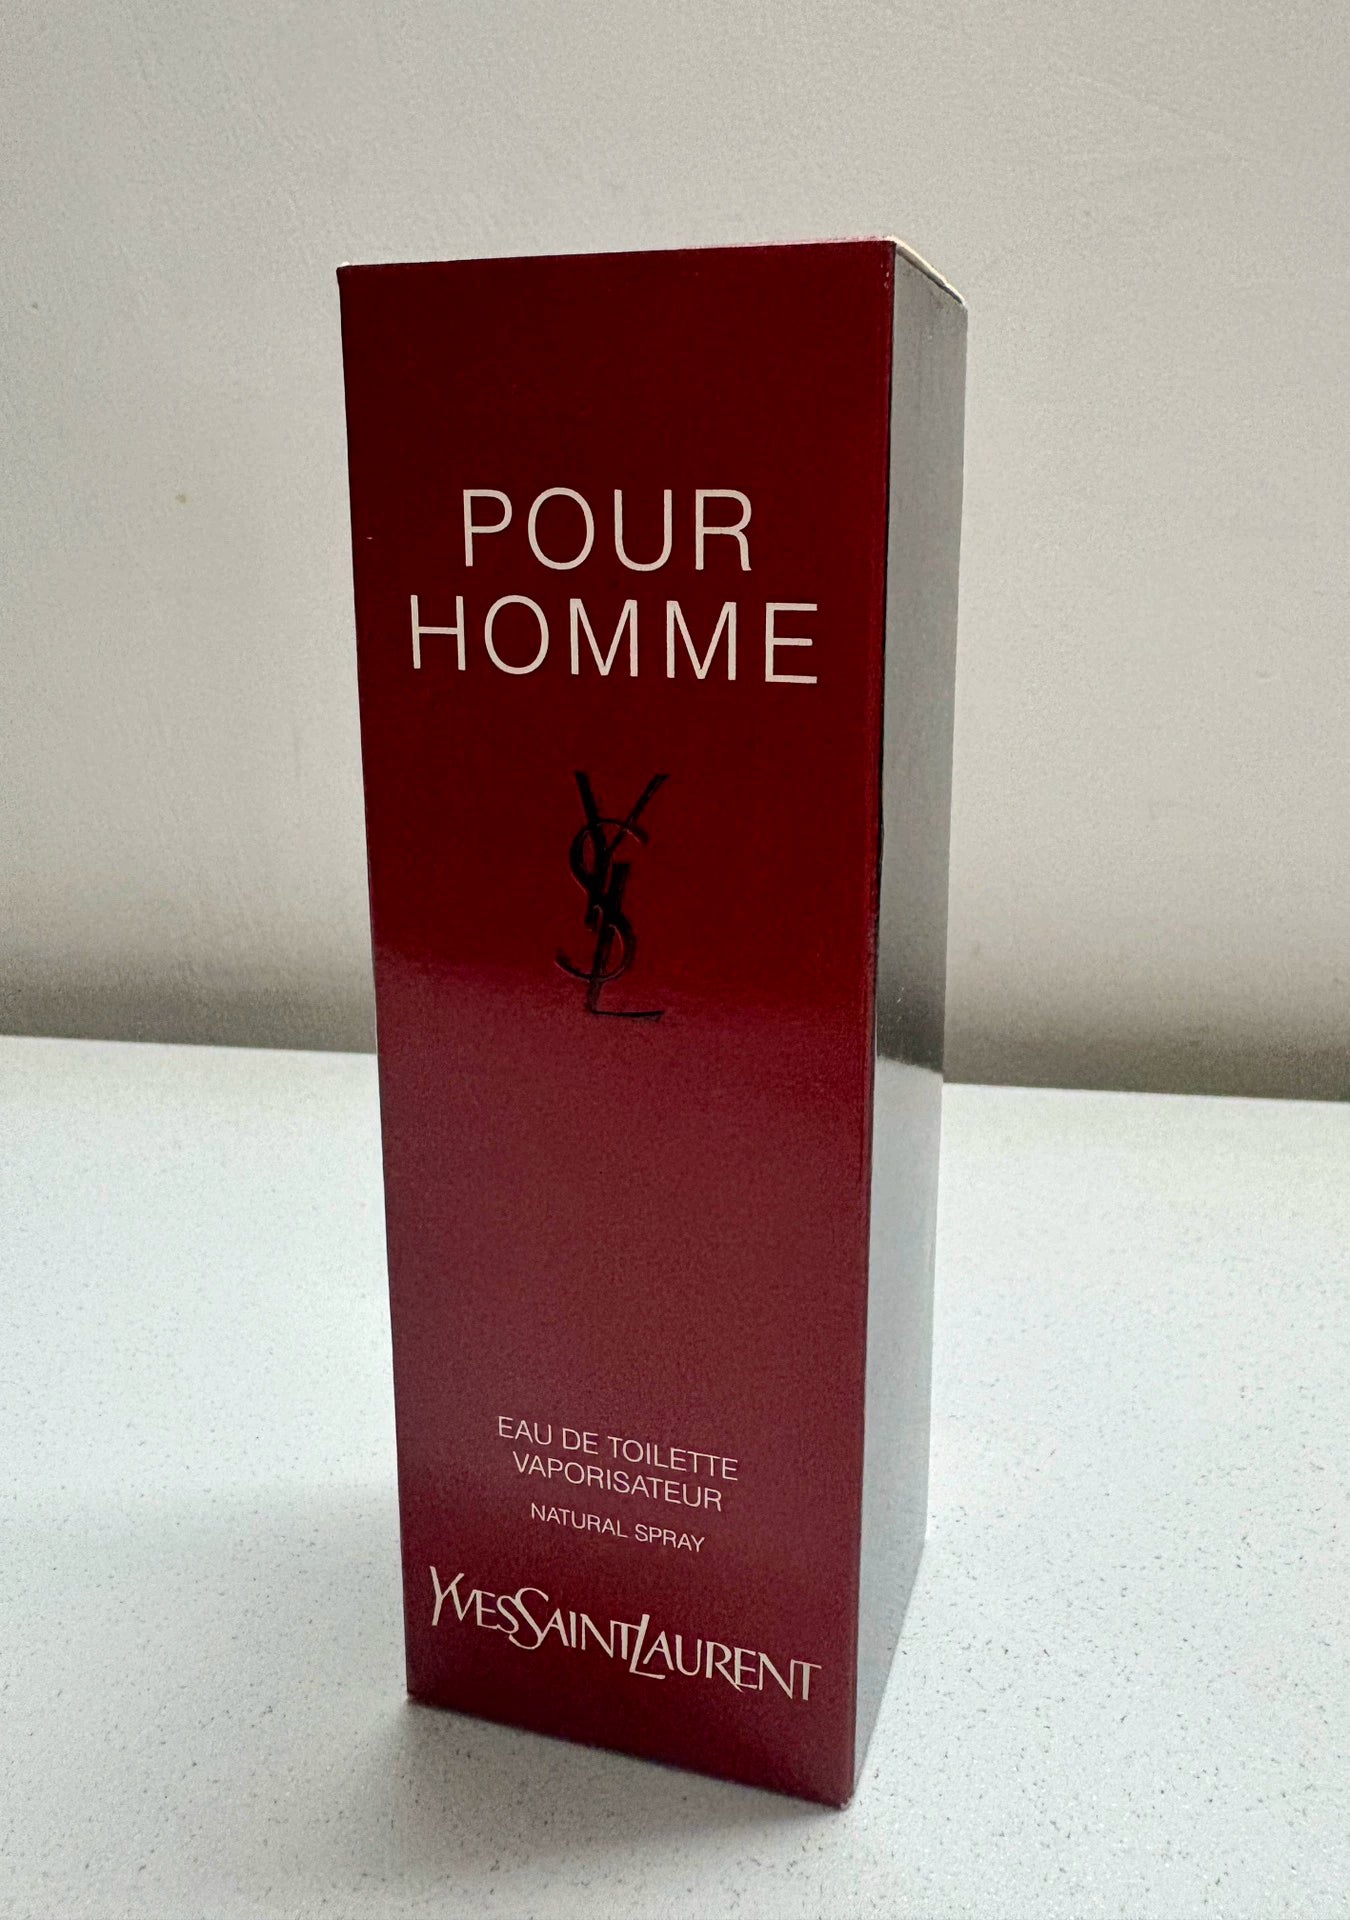 POUR
HOMME
YSL
EAU DE TOILETTE
VAPORISATEUR
NATURAL SPRAY
YVESSAINTLAURENT